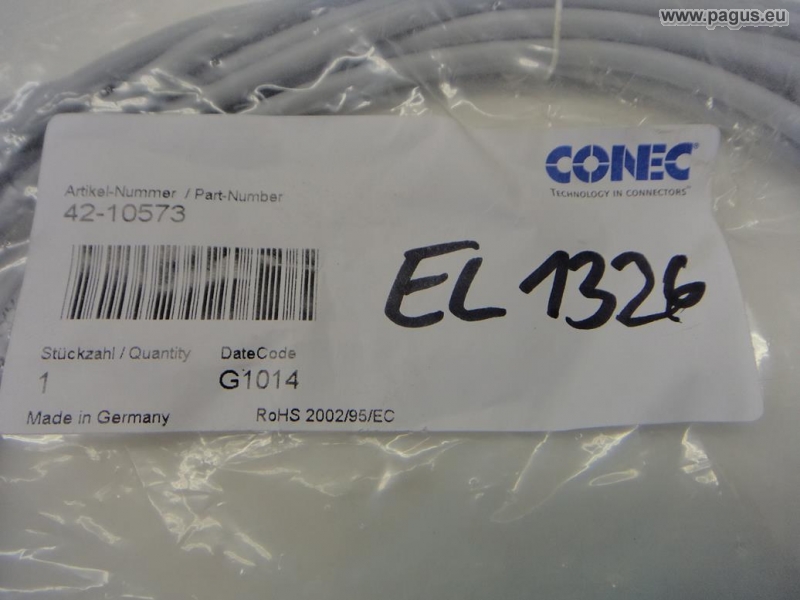 www.pagus.eu
CONEC®
TECHNOLOGY IN CONNECTORS™
Artikel-Nummer / Part-Number
42-10573
EL 1326
Stückzahl / Quantity DateCode
1 G1014
Made in Germany RoHS 2002/95/EC